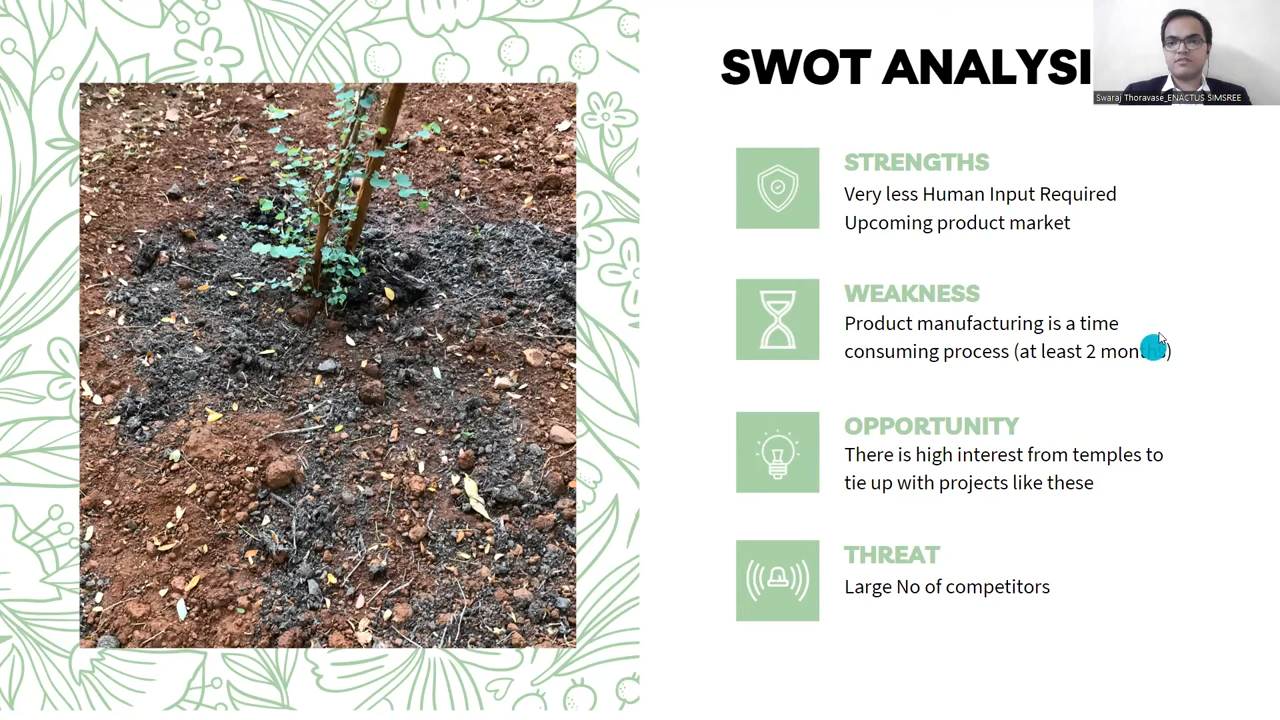 SWOT ANALYSI
Swaraj Thoravase_ENACTUS SIMSREE
STRENGTHS
Very less Human Input Required
Upcoming product market
WEAKNESS
Product manufacturing is a time
consuming process (at least 2 months)
OPPORTUNITY
There is high interest from temples to
tie up with projects like these
THREAT
Large No of competitors